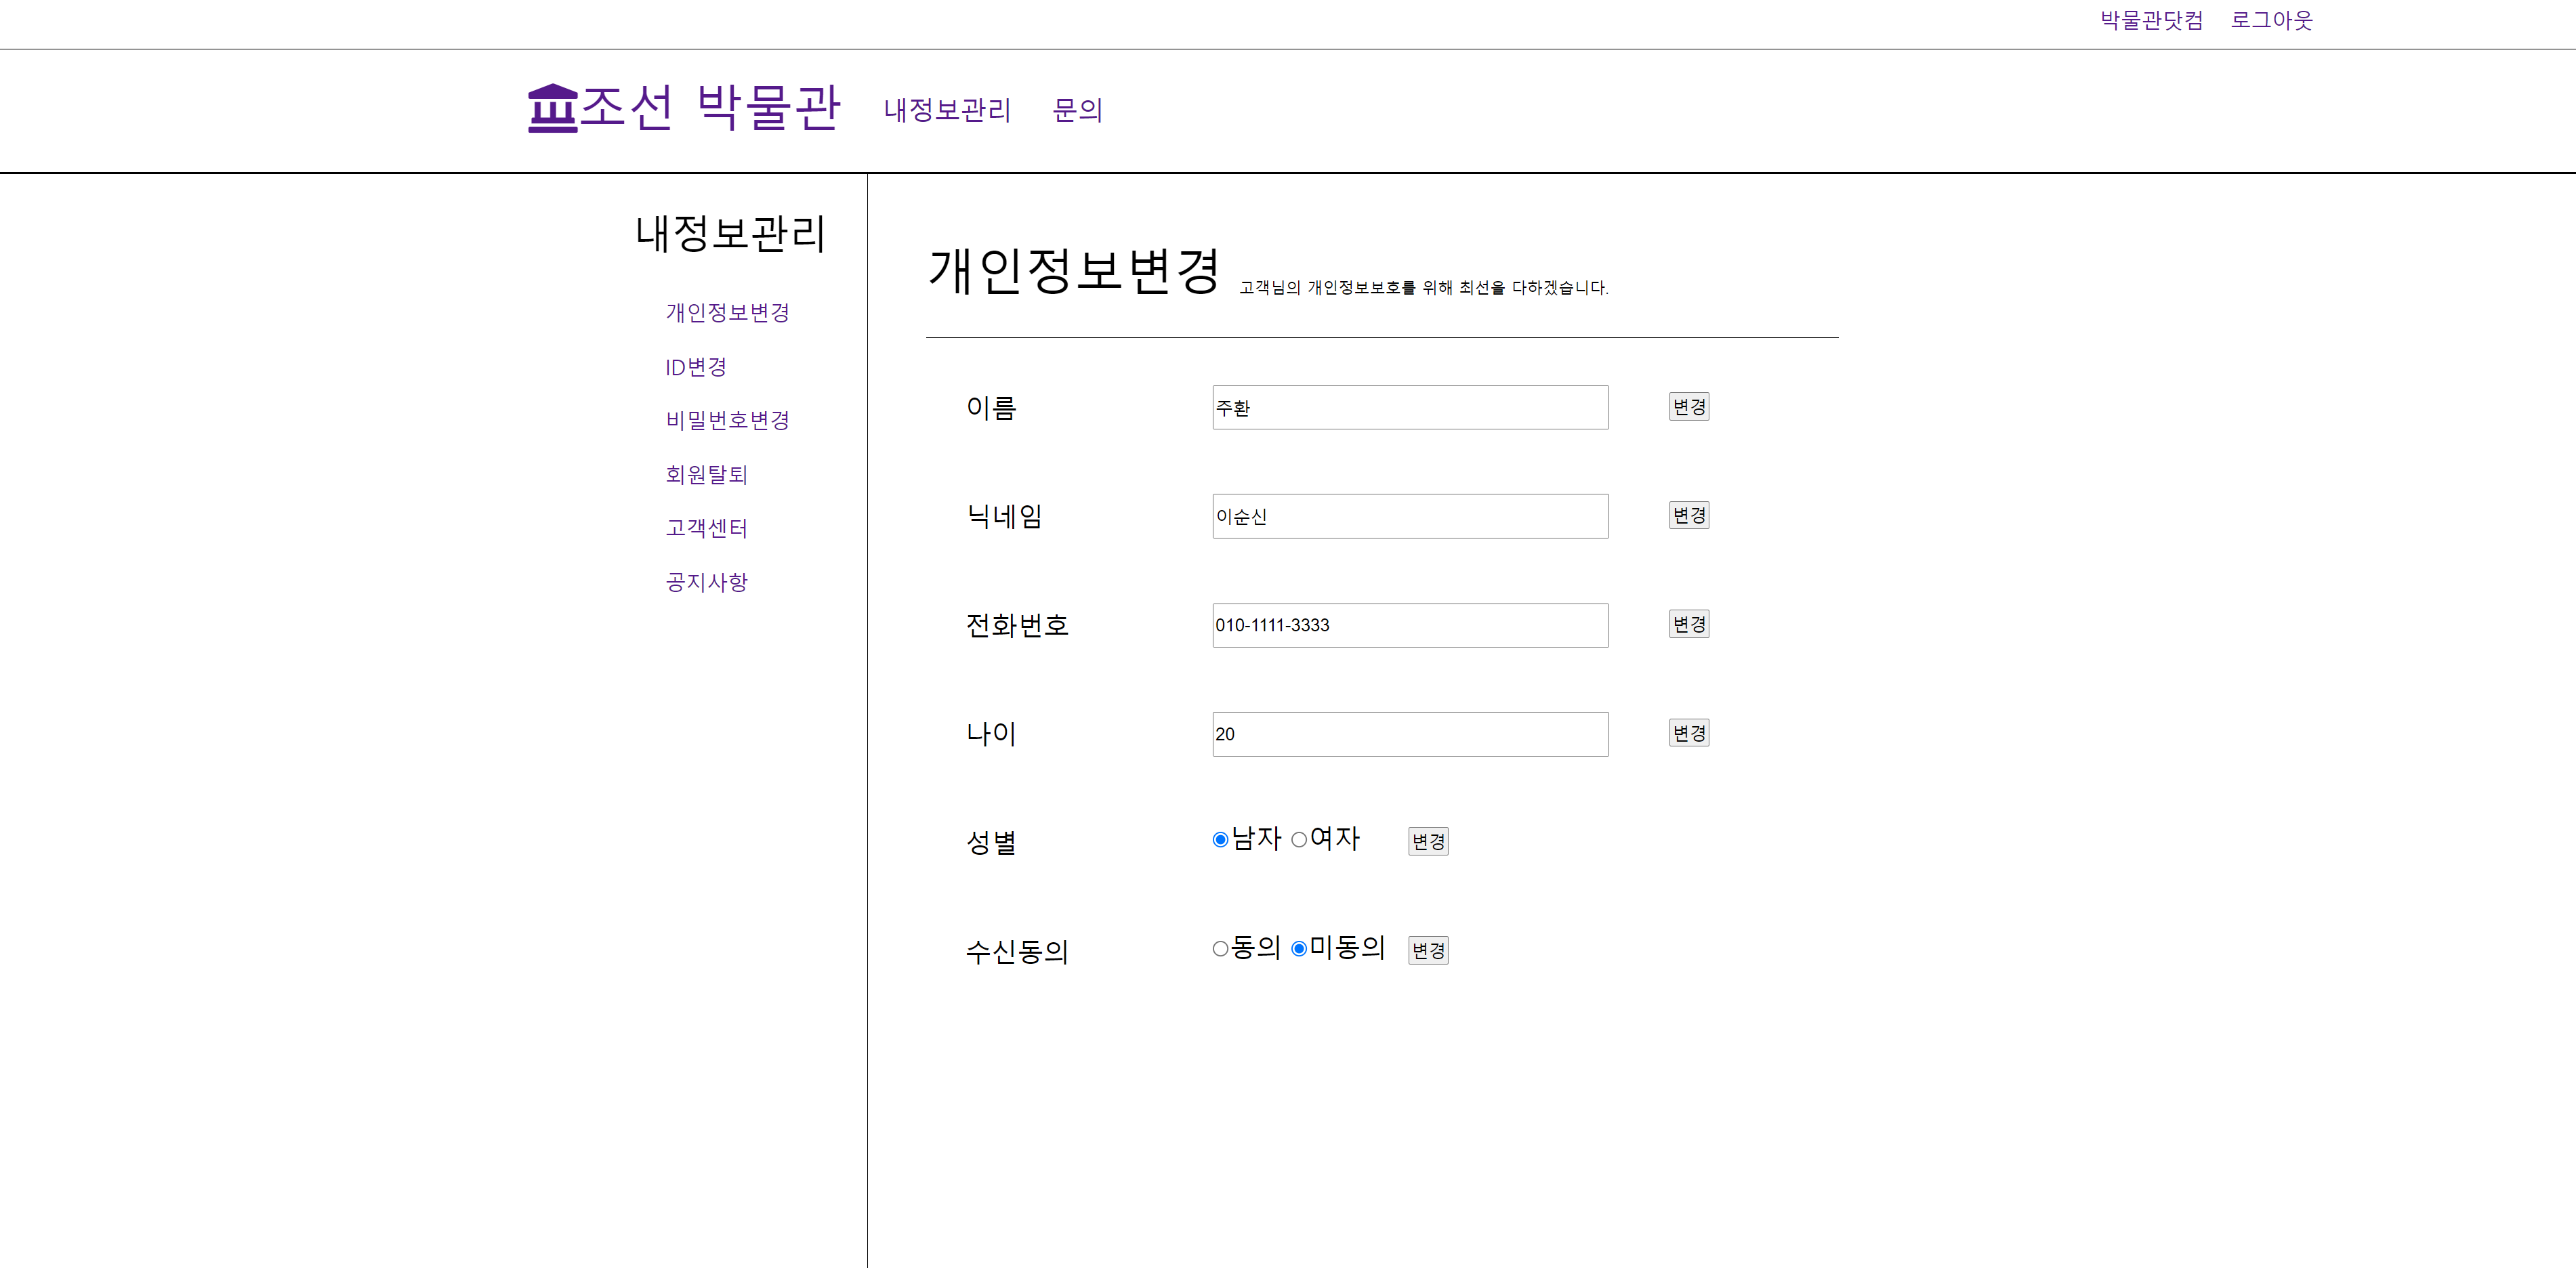 박물관닷컴 로그아웃
조선 박물관 내정보관리 문의
내정보관리
개인정보변경
ID변경
비밀번호변경
회원탈퇴
고객센터
공지사항
개인정보변경 고객님의 개인정보보호를 위해 최선을 다하겠습니다.
이름 주환 변경
닉네임 이순신 변경
전화번호 010-1111-3333 변경
나이 20 변경
성별 남자 여자 변경
수신동의 동의 미동의 변경